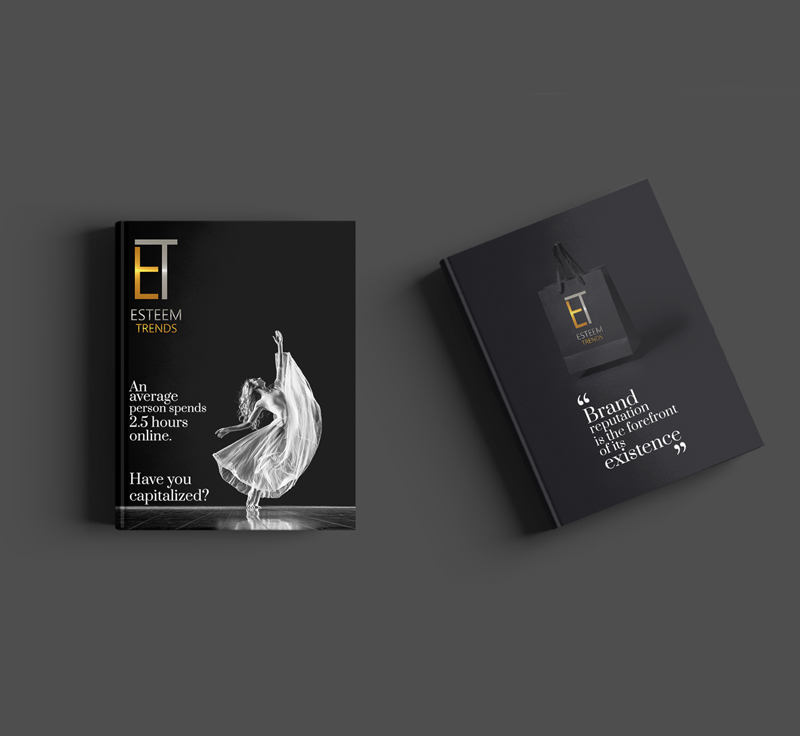 ET
ESTEEM
TRENDS
An
average
person spends
2.5 hours
online.
Have you
capitalized?
ET
ESTEEM
TRENDS
“Brand
reputation
is the forefront
of its
existence”